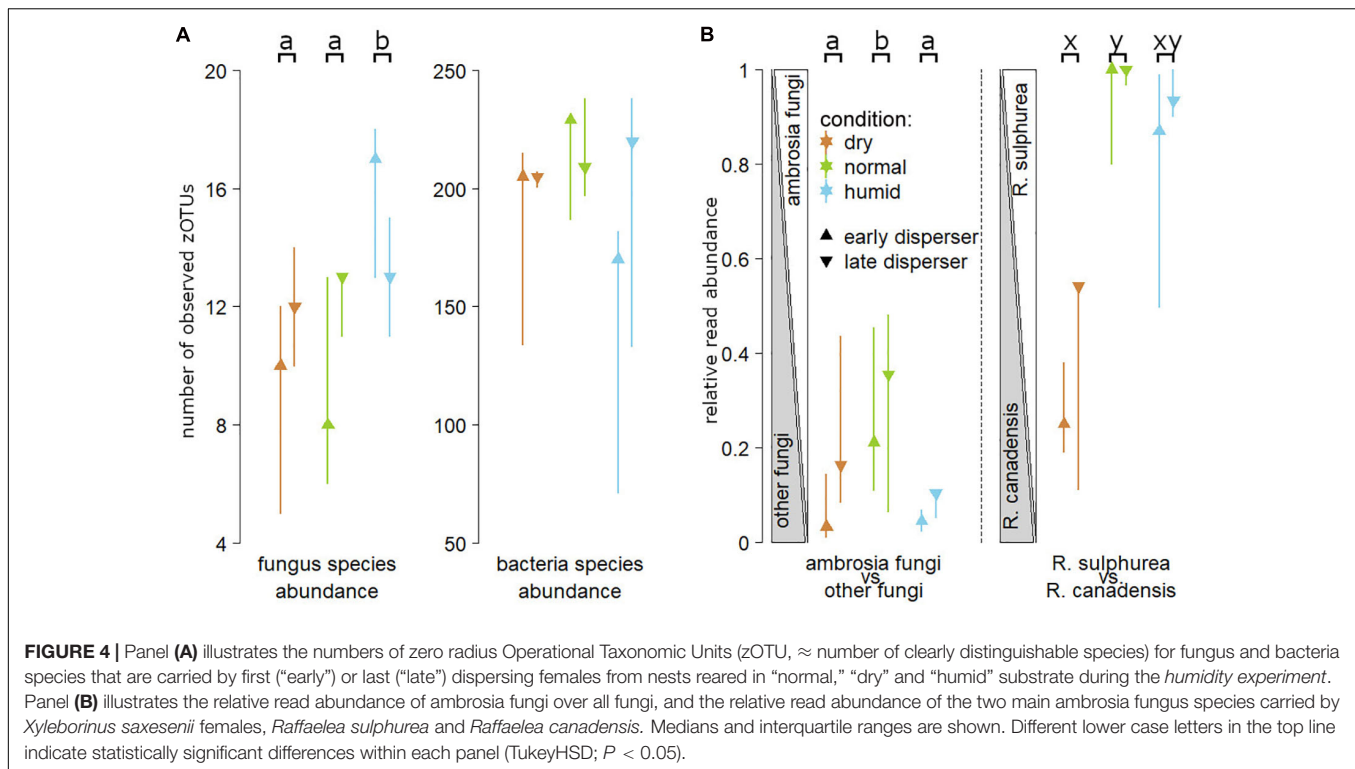 A
a a b
20
16
12
8
4
number of observed zOTUs
fungus species
abundance
250
200
150
100
50
bacteria species
abundance
B
a b a
x y xy
1
0.8
0.6
0.4
0.2
0
relative read abundance
ambrosia fungi
other fungi
condition:
dry
normal
humid
early disperser
late disperser
R. sulphurea
R. canadensis
ambrosia fungi
vs.
other fungi
R. sulphurea
vs.
R. canadensis
FIGURE 4 | Panel (A) illustrates the numbers of zero radius Operational Taxonomic Units (zOTU, ≈ number of clearly distinguishable species) for fungus and bacteria
species that are carried by first (“early”) or last (“late”) dispersing females from nests reared in “normal,” “dry” and “humid” substrate during the humidity experiment.
Panel (B) illustrates the relative read abundance of ambrosia fungi over all fungi, and the relative read abundance of the two main ambrosia fungus species carried by
Xyleborinus saxesenii females, Raffaelea sulphurea and Raffaelea canadensis. Medians and interquartile ranges are shown. Different lower case letters in the top line
indicate statistically significant differences within each panel (TukeyHSD; P < 0.05).